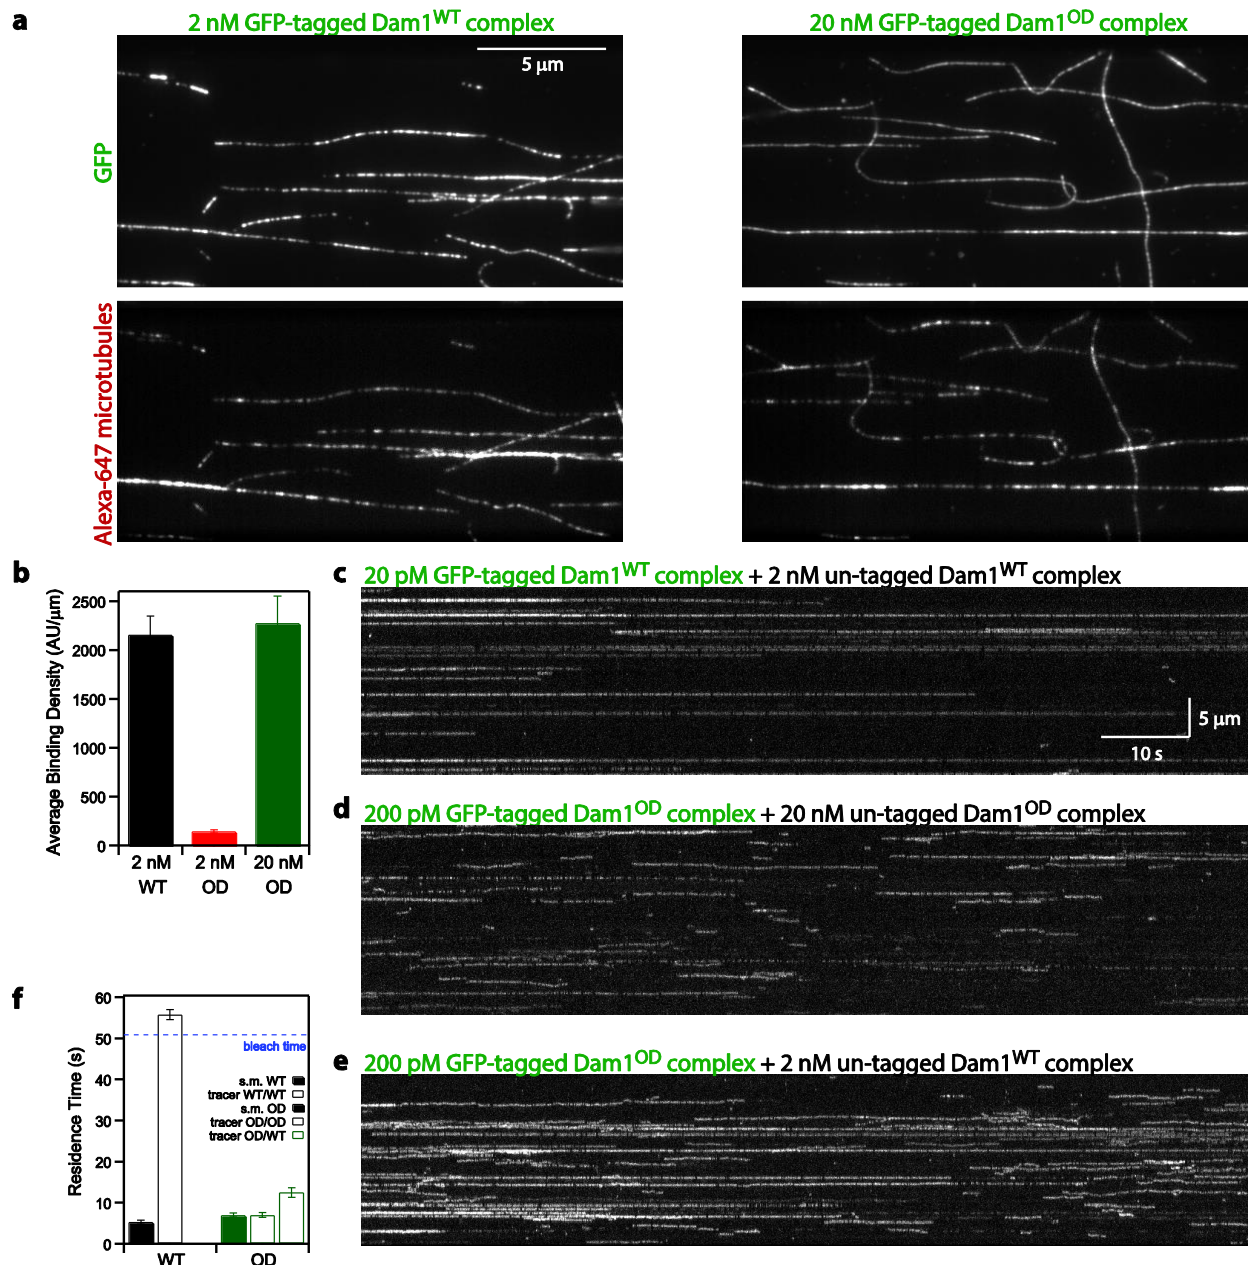 a
2 nM GFP-tagged Dam1WT complex
20 nM GFP-tagged Dam1OD complex
5 μm
GFP
Alexa-647 microtubules
b
Average Binding Density (AU/μm)
2500
2000
1500
1000
500
0
2 nM 2 nM 20 nM
WT OD OD
c
20 pM GFP-tagged Dam1WT complex + 2 nM un-tagged Dam1WT complex
5 μm
10 s
d
200 pM GFP-tagged Dam1OD complex + 20 nM un-tagged Dam1OD complex
e
200 pM GFP-tagged Dam1OD complex + 2 nM un-tagged Dam1WT complex
f
Residence Time (s)
60
50
40
30
20
10
0
bleach time
s.m. WT
tracer WT/WT
s.m. OD
tracer OD/OD
tracer OD/WT
WT OD